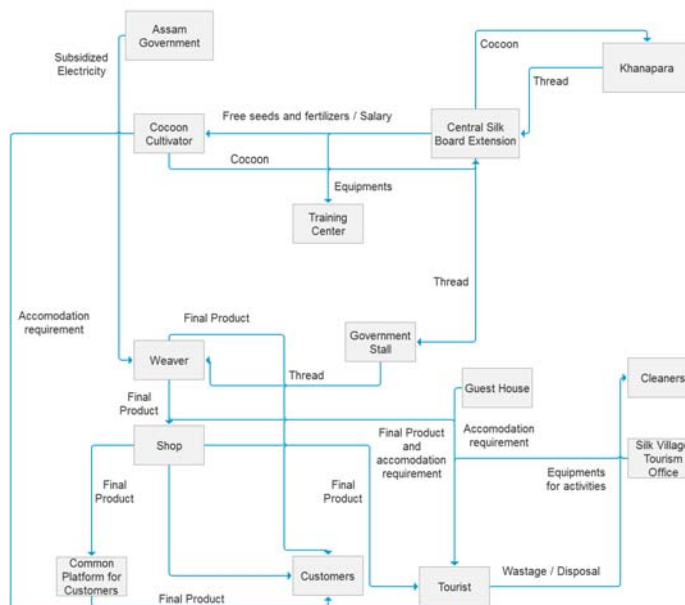 Assam
Government
Subsidized
Electricity
Cocoon
Khanapara
Thread
Free seeds and fertilizers / Salary
Cocoon
Cultivator
Central Silk
Board Extension
Cocoon
Equipments
Training
Center
Thread
Accomodation
requirement
Final Product
Government
Stall
Weaver
Thread
Guest House
Cleaners
Final
Product
Shop
Final Product
and
accomodation
requirement
Accomodation
requirement
Silk Village
Tourism
Office
Equipments
for activities
Final
Product
Final
Product
Common
Platform for
Customers
Customers
Tourist
Wastage / Disposal
Final Product